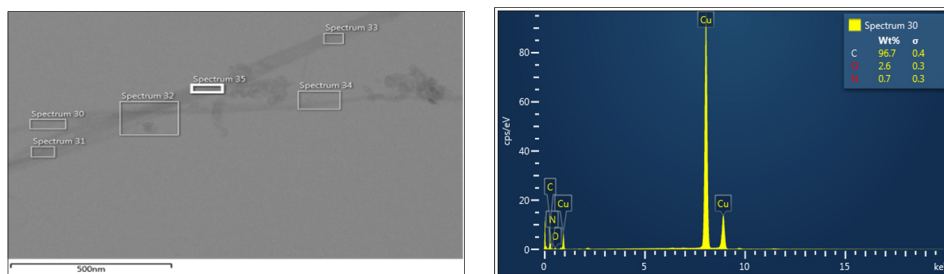 Spectrum 33
Spectrum 35
Spectrum 34
Spectrum 32
Spectrum 30
Spectrum 31
500nm
Cu
Spectrum 30
Wt% σ
C 96.7 0.4
O 2.6 0.3
N 0.7 0.3
80
60
cps/eV
40
20
C
Cu
Cu
N
O
0
0 5 10 15 ke